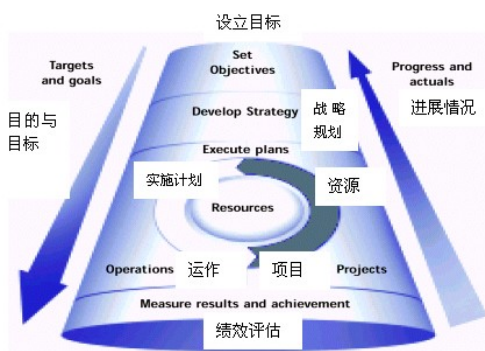 设立目标
Set
Objectives
Targets
and goals
Progress and
actuals
目的与
目标
进展情况
Develop Strategy
战 略
规划
Execute plans
实施计划
资源
Resources
Operations
运作
项目
Projects
Measure results and achievement
绩效评估